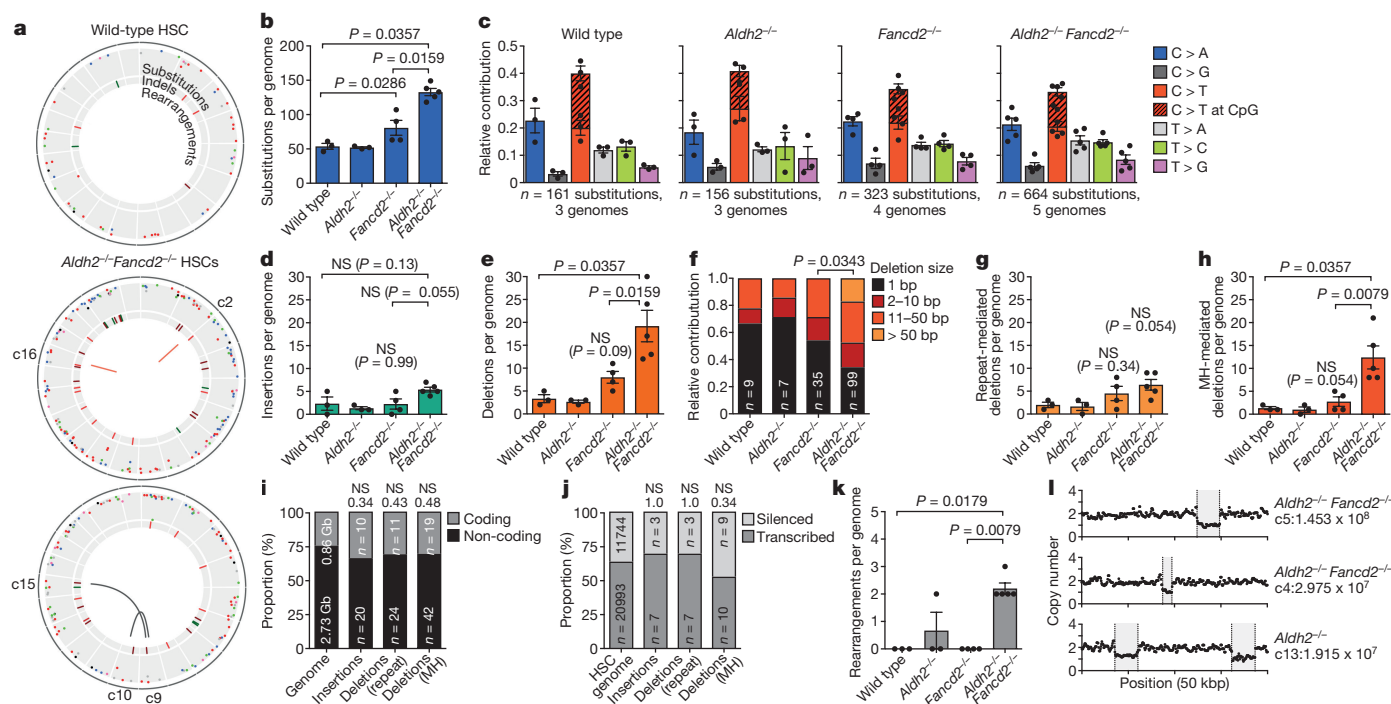 a
Wild-type HSC
Substitutions
Indels
Rearrangements
Aldh2–/–Fancd2–/– HSCs
c2
c16
c15
c10
c9
b
P = 0.0357
P = 0.0159
P = 0.0286
Substitutions per genome
200
150
100
50
0
Wild type
Aldh2–/–
Fancd2–/–
Aldh2–/–
Fancd2–/–
c
Relative contribution
0.5
0.4
0.3
0.2
0.1
0
Wild type
n = 161 substitutions,
3 genomes
Aldh2–/–
n = 156 substitutions,
3 genomes
Fancd2–/–
n = 323 substitutions,
4 genomes
Aldh2–/– Fancd2–/–
n = 664 substitutions,
5 genomes
C > A
C > G
C > T
C > T at CpG
T > A
T > C
T > G
d
NS (P = 0.13)
NS (P = 0.055)
NS
(P = 0.99)
Insertions per genome
30
25
20
15
10
5
0
Wild type
Aldh2–/–
Fancd2–/–
Aldh2–/–
Fancd2–/–
e
P = 0.0357
P = 0.0159
NS
(P = 0.09)
Deletions per genome
30
25
20
15
10
5
0
Wild type
Aldh2–/–
Fancd2–/–
Aldh2–/–
Fancd2–/–
f
P = 0.0343
Relative contribution
1.0
0.8
0.6
0.4
0.2
0
n = 9
n = 7
n = 35
n = 99
Wild type
Aldh2–/–
Fancd2–/–
Aldh2–/–
Fancd2–/–
Deletion size
1 bp
2–10 bp
11–50 bp
> 50 bp
g
NS
(P = 0.054)
NS
(P = 0.34)
Repeat-mediated
deletions per genome
30
25
20
15
10
5
0
Wild type
Aldh2–/–
Fancd2–/–
Aldh2–/–
Fancd2–/–
h
P = 0.0357
P = 0.0079
NS
(P = 0.054)
MH-mediated
deletions per genome
30
25
20
15
10
5
0
Wild type
Aldh2–/–
Fancd2–/–
Aldh2–/–
Fancd2–/–
i
Coding
Non-coding
NS
0.34
NS
0.43
NS
0.48
Proportion (%)
100
75
50
25
0
0.86 Gb
n = 10
n = 11
n = 19
2.73 Gb
n = 20
n = 24
n = 42
Genome
Insertions
Deletions
(repeat)
Deletions
(MH)
j
Silenced
Transcribed
NS
1.0
NS
1.0
NS
0.34
Proportion (%)
100
75
50
25
0
11744
n = 3
n = 3
n = 9
n = 20993
n = 7
n = 7
n = 10
HSC
genome
Insertions
Deletions
(repeat)
Deletions
(MH)
k
P = 0.0179
P = 0.0079
Rearrangements per genome
5
4
3
2
1
0
Wild type
Aldh2–/–
Fancd2–/–
Aldh2–/–
Fancd2–/–
l
Copy number
4
2
0
Aldh2–/– Fancd2–/–
c5:1.453 x 10⁸
4
2
0
Aldh2–/– Fancd2–/–
c4:2.975 x 10⁷
4
2
0
Aldh2–/–
c13:1.915 x 10⁷
Position (50 kbp)